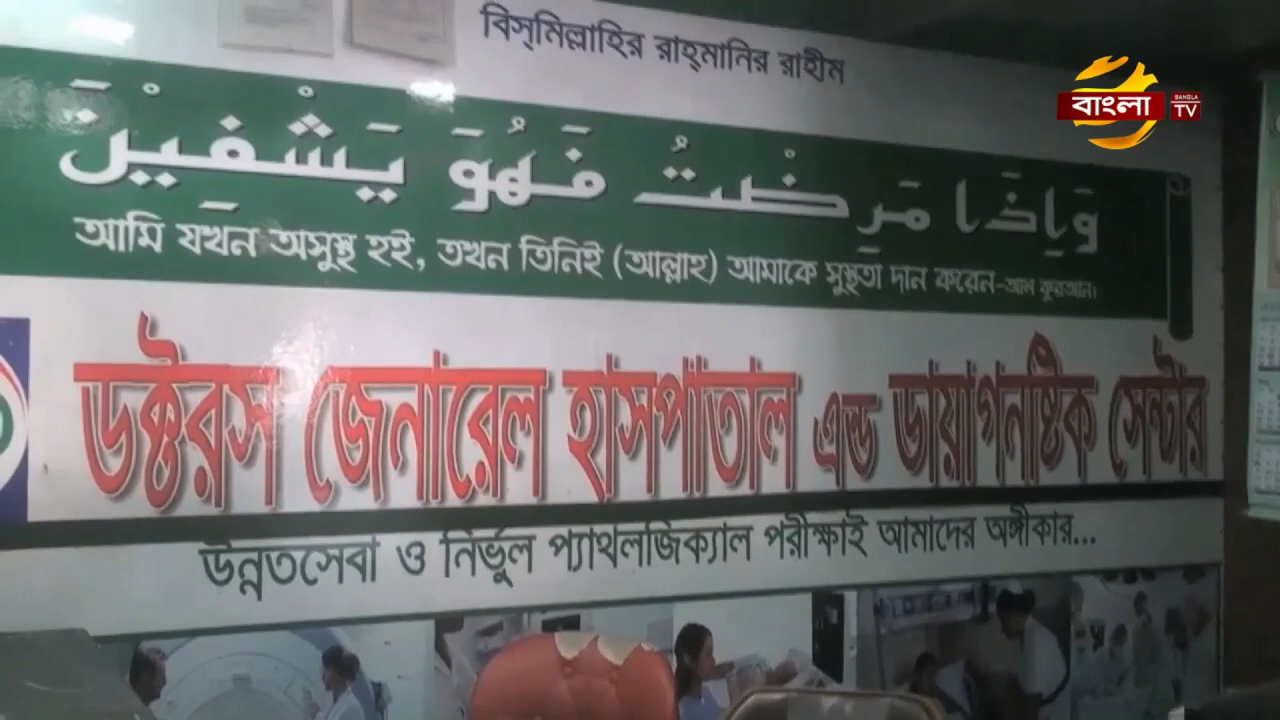 বিস্‌মিল্লাহির রাহ্‌মানির রাহীম
বাংলা
BANGLA
TV
وَاِذَا مَرِضْتُ فَهُوَ يَشْفِيْنَ
আমি যখন অসুস্থ হই, তখন তিনিই (আল্লাহ) আমাকে সুস্থতা দান করেন-আল কুরআন।
ডক্টরস জেনারেল হাসপাতাল এন্ড ডায়াগনষ্টিক সেন্টার
উন্নতসেবা ও নির্ভুল প্যাথলজিক্যাল পরীক্ষাই আমাদের অঙ্গীকার...